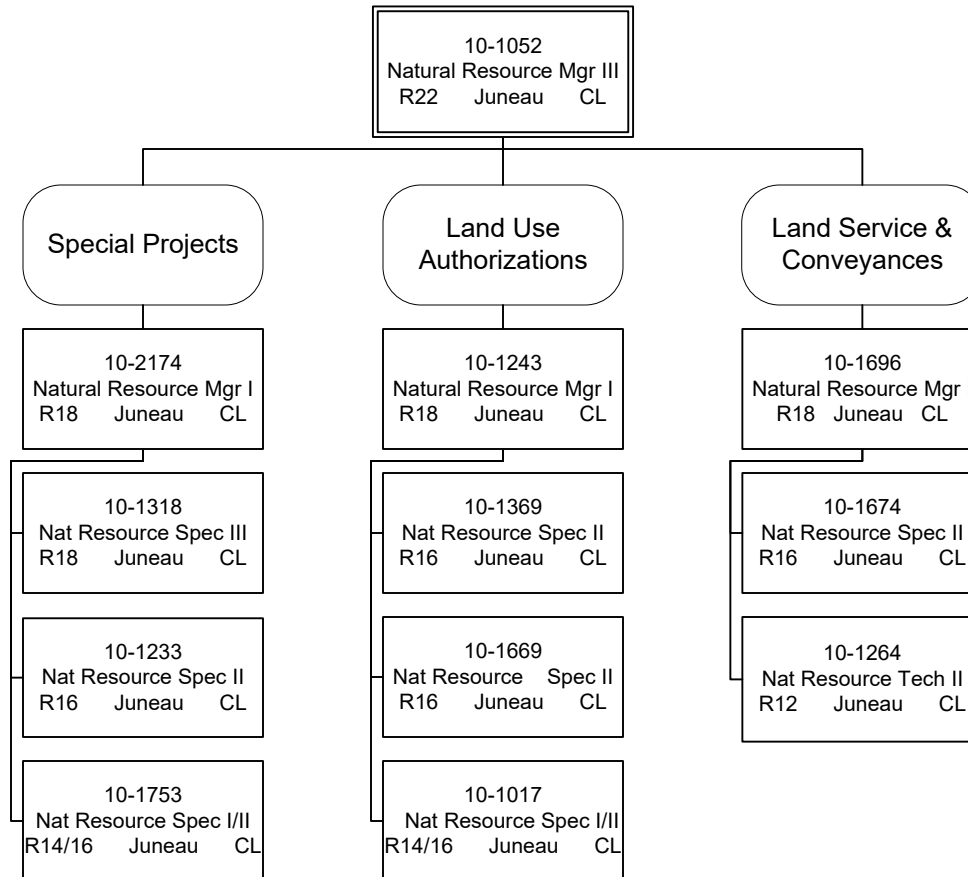 10-1052
Natural Resource Mgr III
R22 Juneau CL
Special Projects
Land Use
Authorizations
Land Service &
Conveyances
10-2174
Natural Resource Mgr I
R18 Juneau CL
10-1243
Natural Resource Mgr I
R18 Juneau CL
10-1696
Natural Resource Mgr
R18 Juneau CL
10-1318
Nat Resource Spec III
R18 Juneau CL
10-1369
Nat Resource Spec II
R16 Juneau CL
10-1674
Nat Resource Spec II
R16 Juneau CL
10-1233
Nat Resource Spec II
R16 Juneau CL
10-1669
Nat Resource Spec II
R16 Juneau CL
10-1264
Nat Resource Tech II
R12 Juneau CL
10-1753
Nat Resource Spec I/II
R14/16 Juneau CL
10-1017
Nat Resource Spec I/II
R14/16 Juneau CL